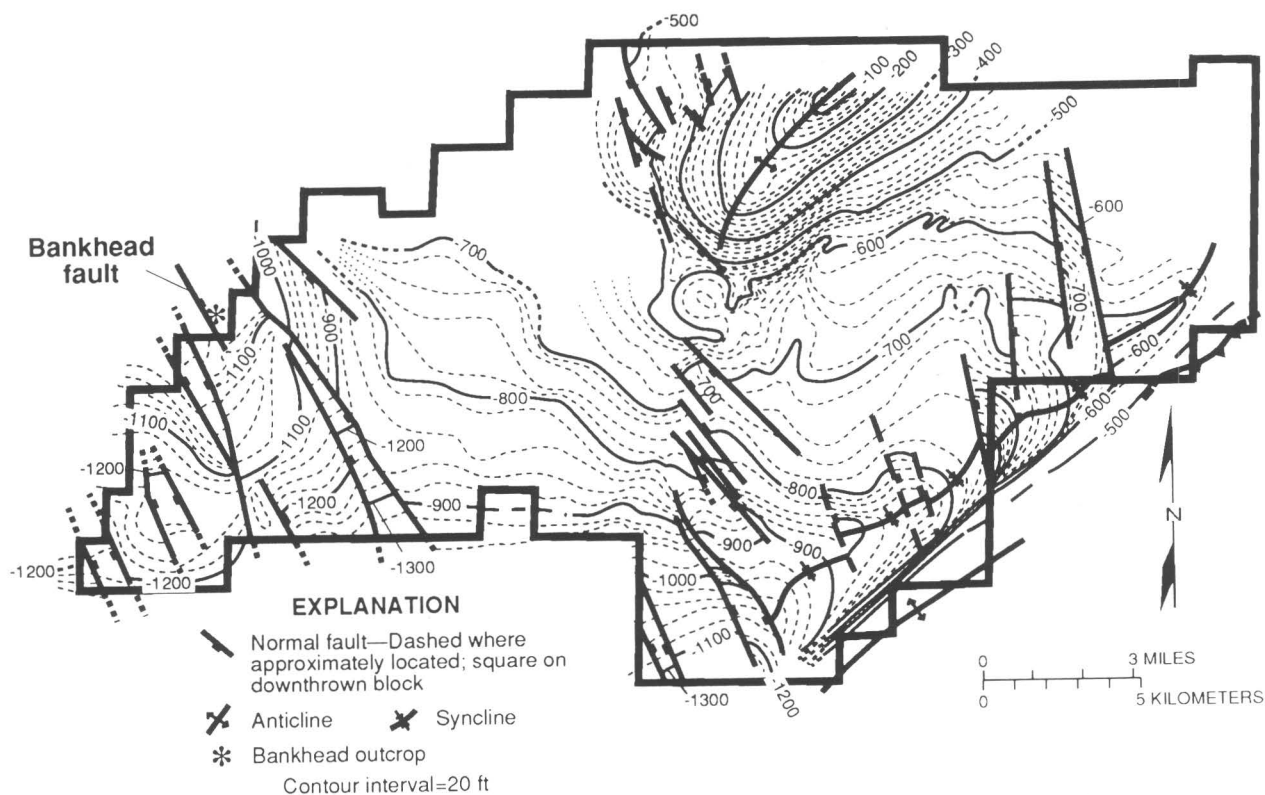 -500
-300
-400
-100
-200
-500
-600
-600
Bankhead
fault
-1000
-700
900
700
-600
1100
700
-700
-600
-500
-800
-1100
1100
-1200
-1200
-800
1200
-900
-900
-900
-1200
-1200
-1300
-1000
-1100
-1300
-1200
N
EXPLANATION
Normal fault—Dashed where
approximately located; square on
downthrown block
Anticline
Syncline
Bankhead outcrop
Contour interval=20 ft
0 3 MILES
0 5 KILOMETERS